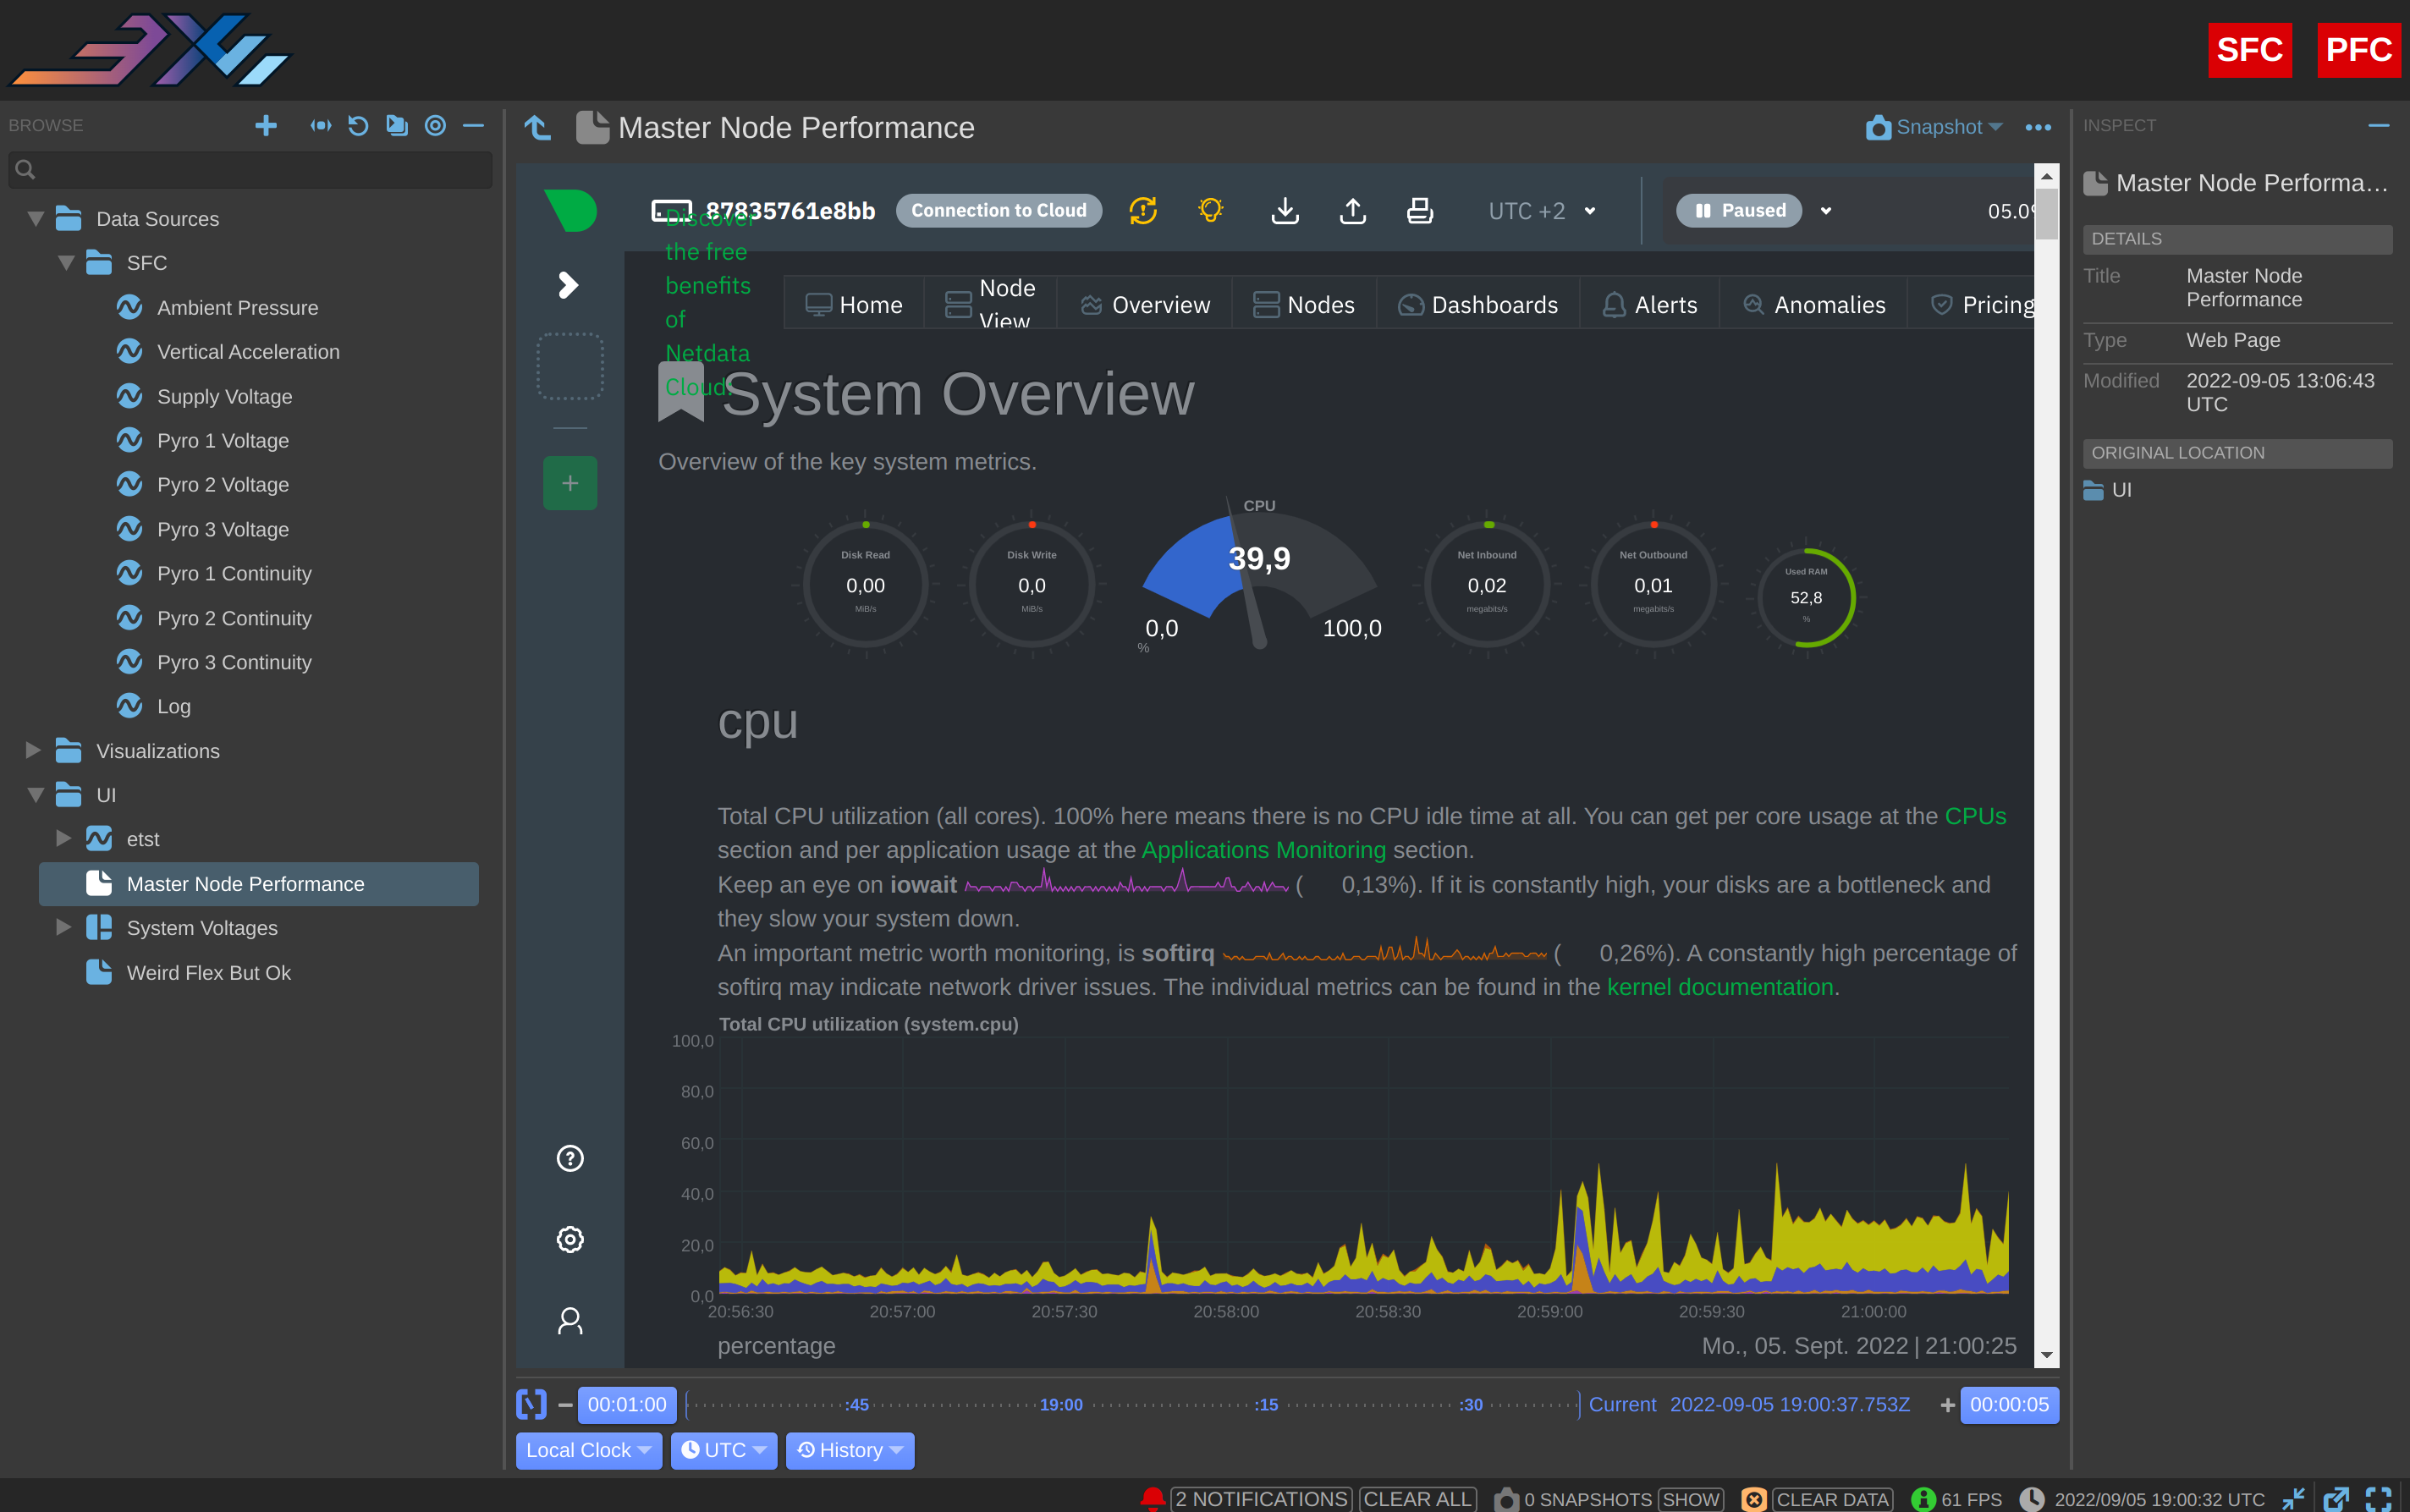 SFC PFC
BROWSE
Data Sources
SFC
Ambient Pressure
Vertical Acceleration
Supply Voltage
Pyro 1 Voltage
Pyro 2 Voltage
Pyro 3 Voltage
Pyro 1 Continuity
Pyro 2 Continuity
Pyro 3 Continuity
Log
Visualizations
UI
etst
Master Node Performance
System Voltages
Weird Flex But Ok
Master Node Performance
Snapshot
87835761e8bb Connection to Cloud UTC +2 Paused
Discover
the free
benefits
of
Netdata
Cloud!
Home Node View Overview Nodes Dashboards Alerts Anomalies Pricing
System Overview
Overview of the key system metrics.
Disk Read
0,00
MiB/s
Disk Write
0,0
MiB/s
CPU
39,9
0,0 100,0
%
Net Inbound
0,02
megabits/s
Net Outbound
0,01
megabits/s
Used RAM
52,8
%
cpu
Total CPU utilization (all cores). 100% here means there is no CPU idle time at all. You can get per core usage at the CPUs
section and per application usage at the Applications Monitoring section.
Keep an eye on iowait ( 0,13%). If it is constantly high, your disks are a bottleneck and
they slow your system down.
An important metric worth monitoring, is softirq ( 0,26%). A constantly high percentage of
softirq may indicate network driver issues. The individual metrics can be found in the kernel documentation.
Total CPU utilization (system.cpu)
100,0
80,0
60,0
40,0
20,0
0,0
20:56:30 20:57:00 20:57:30 20:58:00 20:58:30 20:59:00 20:59:30 21:00:00
percentage Mo., 05. Sept. 2022 | 21:00:25
00:01:00 :45 19:00 :15 :30 Current 2022-09-05 19:00:37.753Z + 00:00:05
Local Clock UTC History
INSPECT
Master Node Performa...
DETAILS
Title Master Node
Performance
Type Web Page
Modified 2022-09-05 13:06:43
UTC
ORIGINAL LOCATION
UI
2 NOTIFICATIONS CLEAR ALL 0 SNAPSHOTS SHOW CLEAR DATA 61 FPS 2022/09/05 19:00:32 UTC